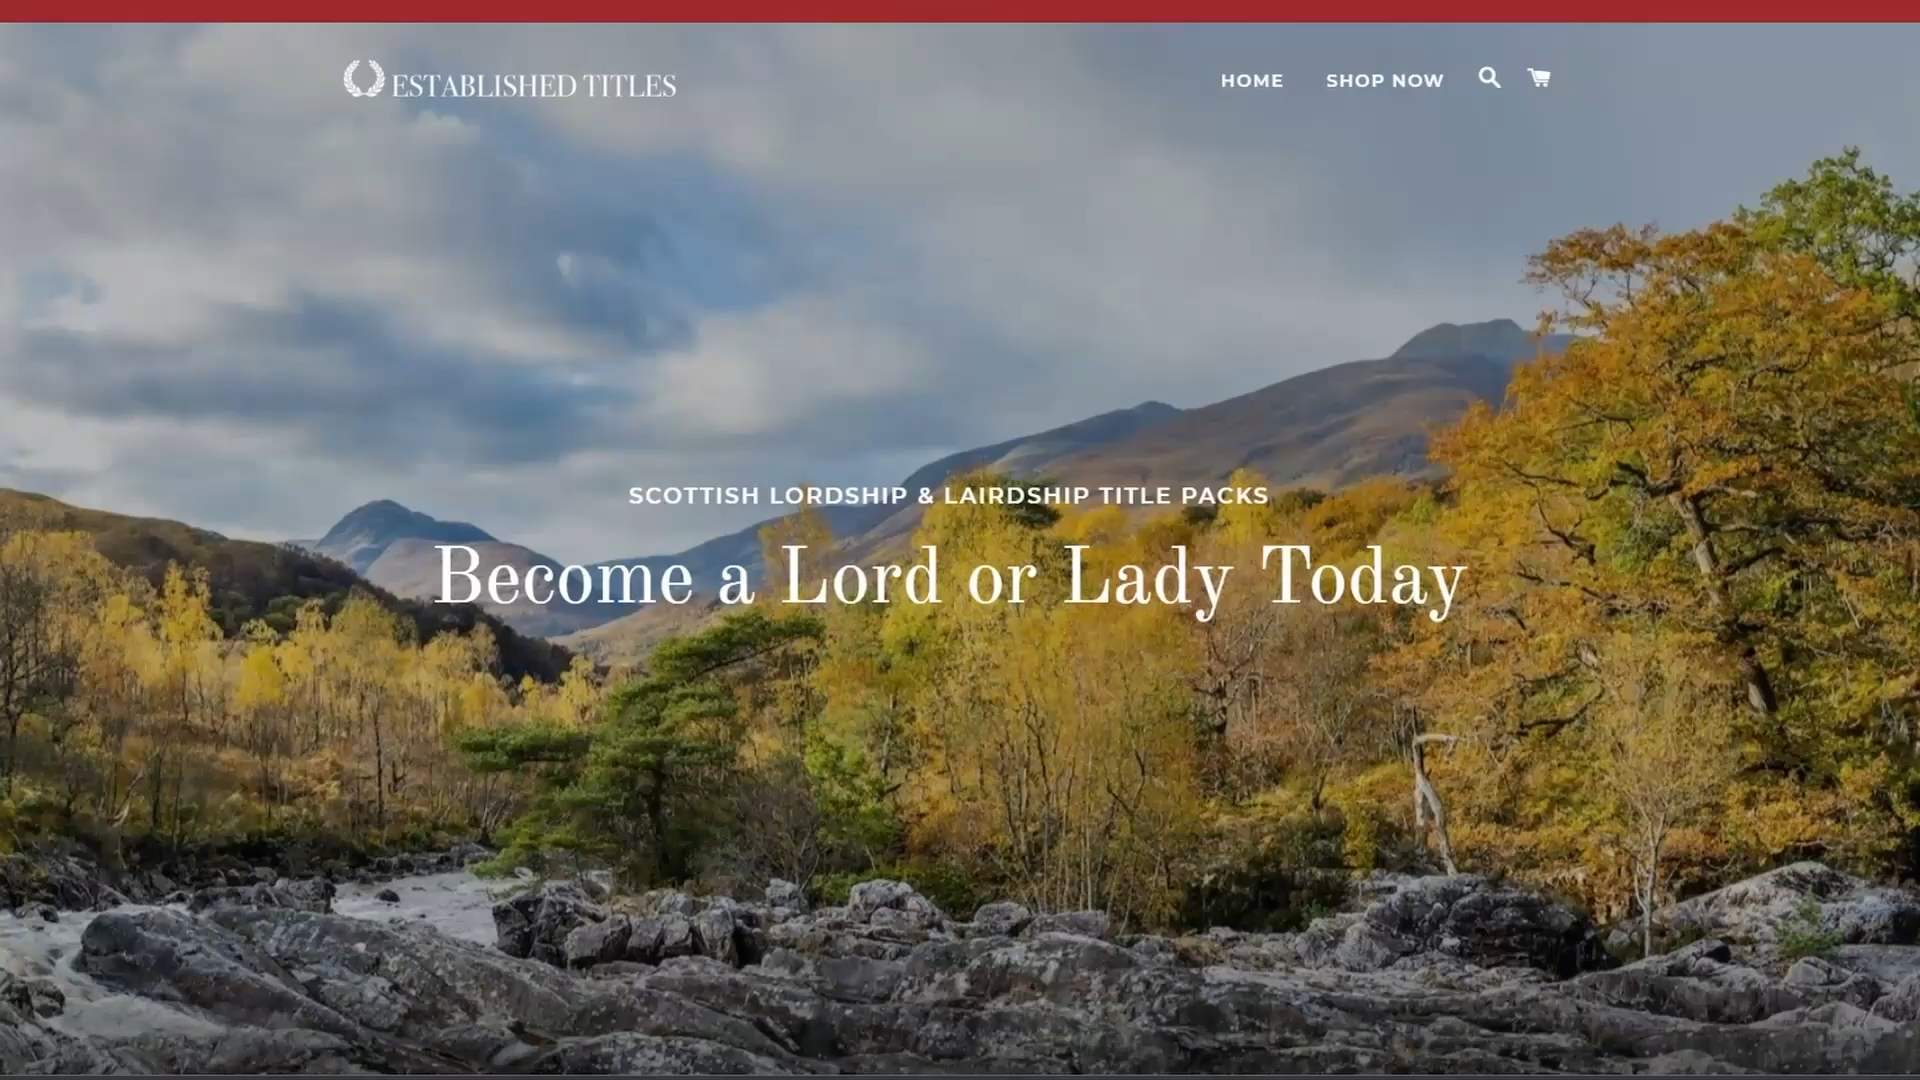 ESTABLISHED TITLES
HOME
SHOP NOW
SCOTTISH LORDSHIP & LAIRDSHIP TITLE PACKS
Become a Lord or Lady Today